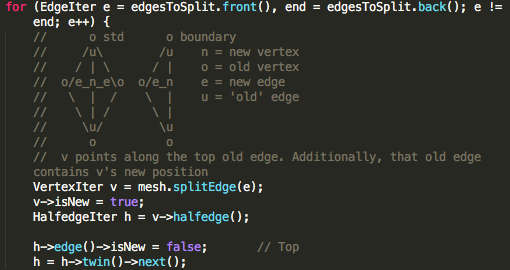 for (EdgeIter e = edgesToSplit.front(), end = edgesToSplit.back(); e !=
end; e++) {
//      o std      o boundary
//     /u\        /u    n = new vertex
//    / | \      / |    o = old vertex
//  o/e_n_e\o  o/e_n    e = new edge
//   \  |  /    \  |    u = 'old' edge
//    \ | /      \ |
//     \u/        \u
//      o          o
//  v points along the top old edge. Additionally, that old edge
contains v's new position
VertexIter v = mesh.splitEdge(e);
v->isNew = true;
HalfedgeIter h = v->halfedge();
h->edge()->isNew = false;       // Top
h = h->twin()->next();